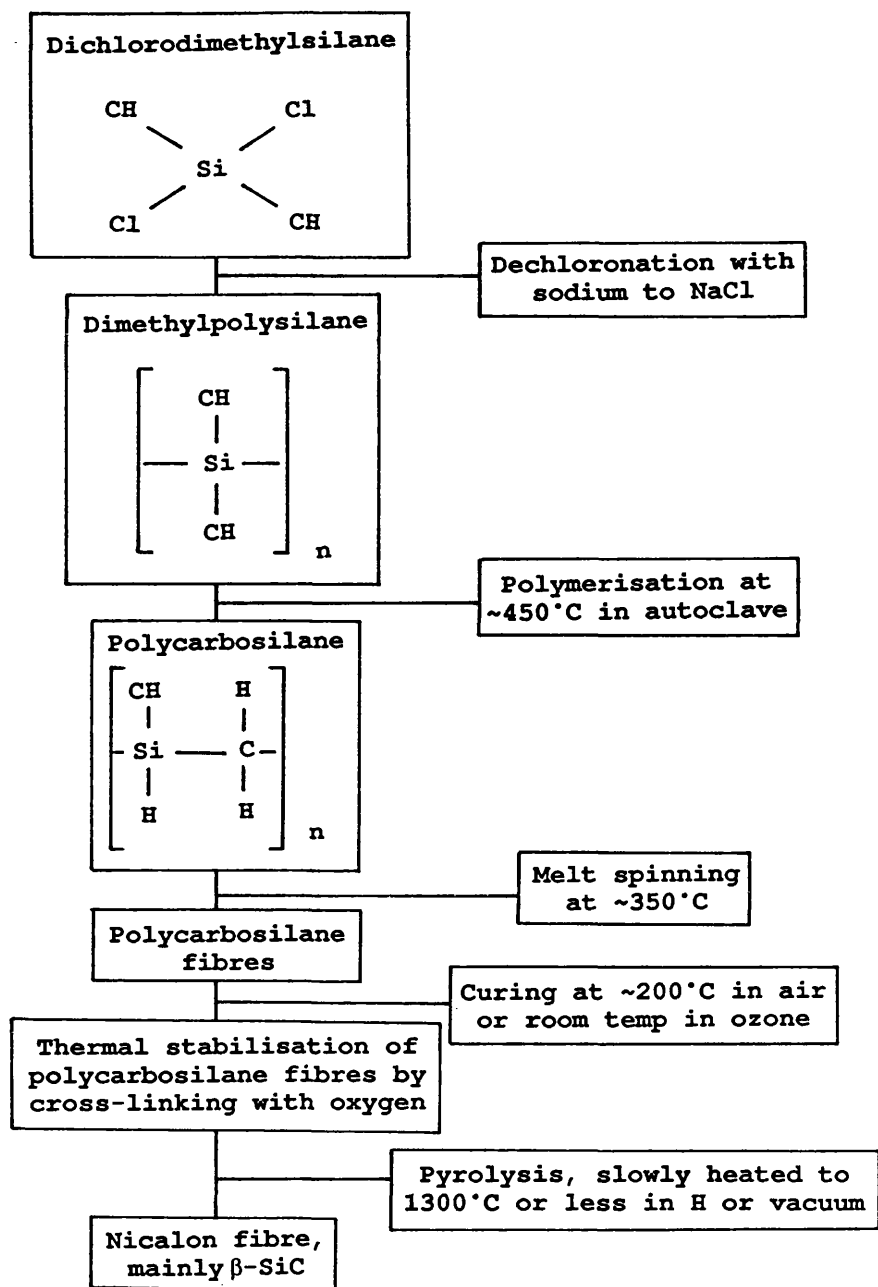 Dichlorodimethylsilane
CH Cl
Si
Cl CH
Dechloronation with
sodium to NaCl
Dimethylpolysilane
CH
Si
CH
n
Polymerisation at
~450°C in autoclave
Polycarbosilane
CH H
Si C
H H
n
Melt spinning
at ~350°C
Polycarbosilane
fibres
Curing at ~200°C in air
or room temp in ozone
Thermal stabilisation of
polycarbosilane fibres by
cross-linking with oxygen
Pyrolysis, slowly heated to
1300°C or less in H or vacuum
Nicalon fibre,
mainly β-SiC